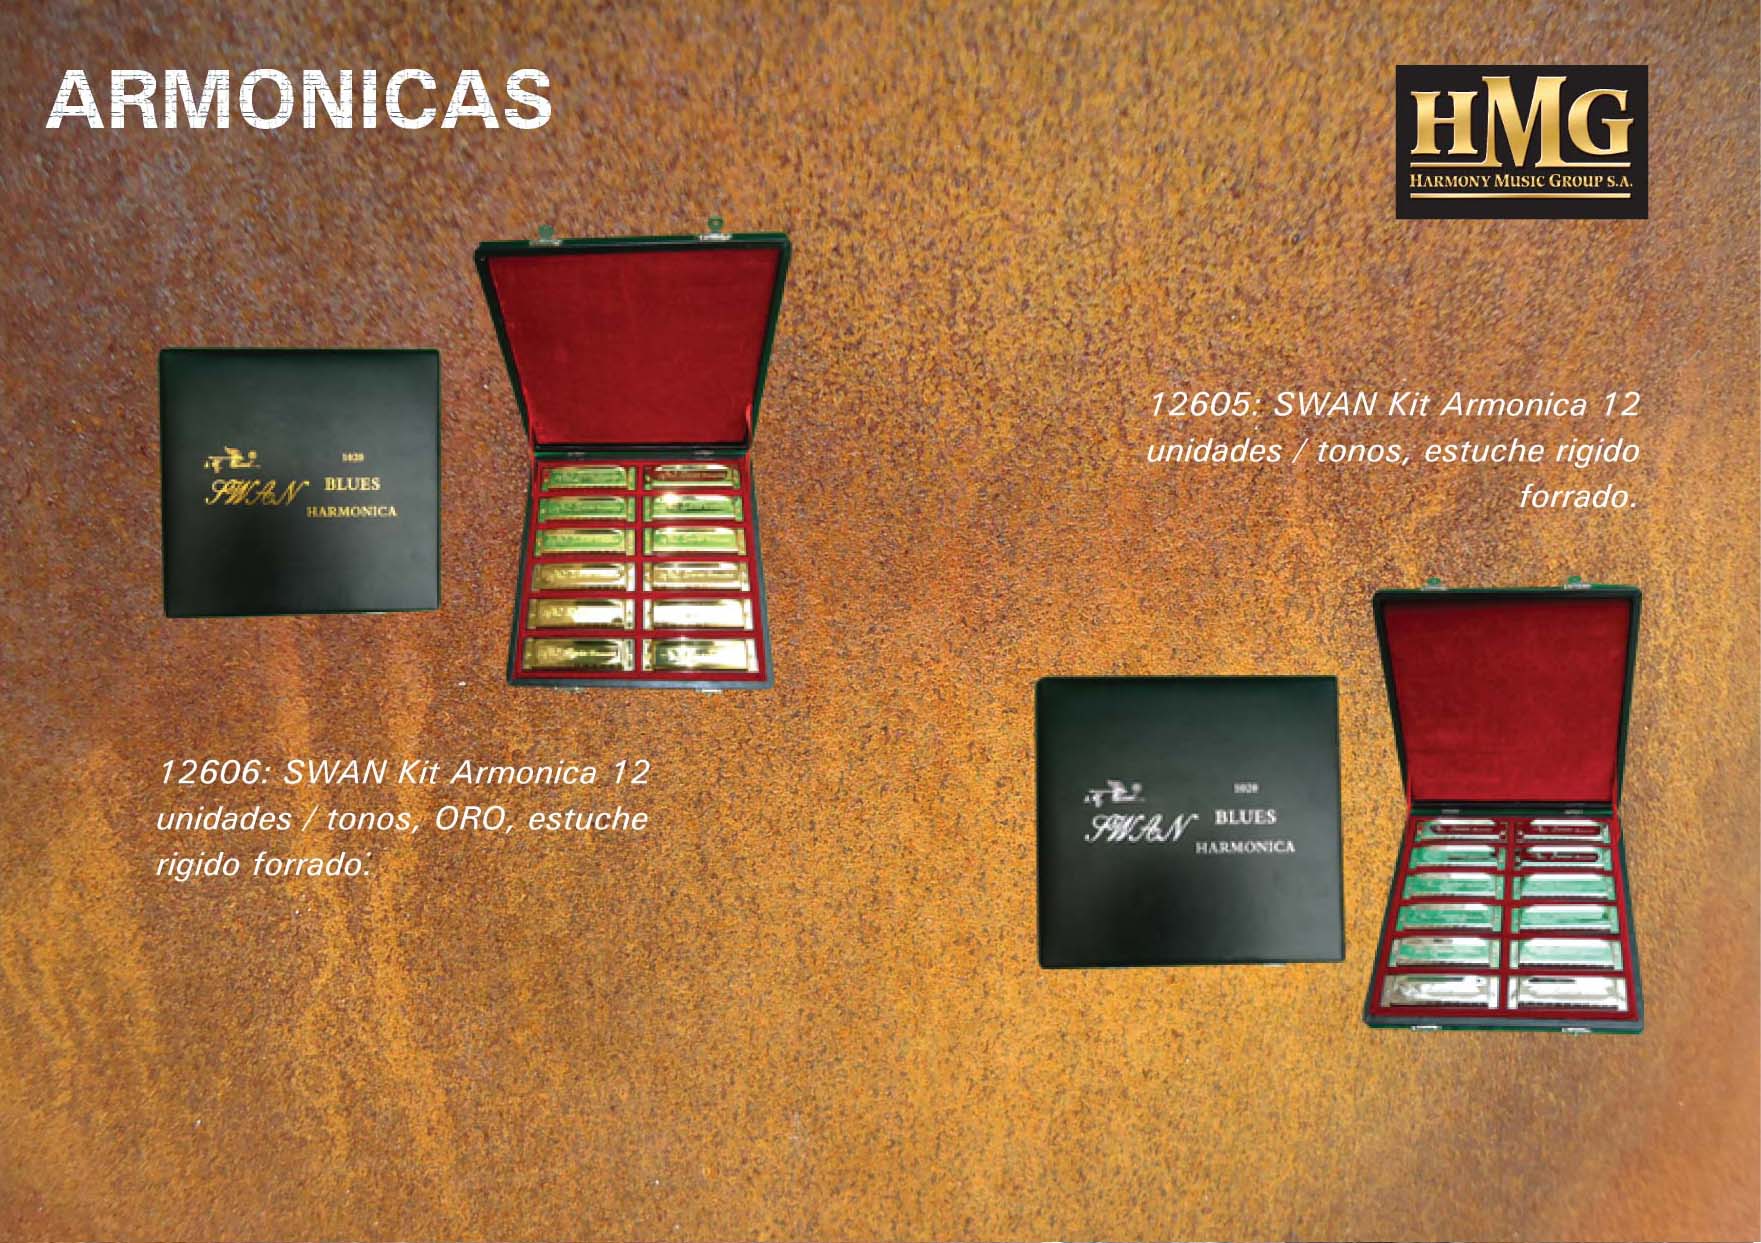 ARMONICAS
HMG
HARMONY MUSIC GROUP S.A.
1020
SWAN BLUES
HARMONICA
12605: SWAN Kit Armonica 12
unidades / tonos, estuche rigido
forrado.
12606: SWAN Kit Armonica 12
unidades / tonos, ORO, estuche
rigido forrado.
1020
SWAN BLUES
HARMONICA